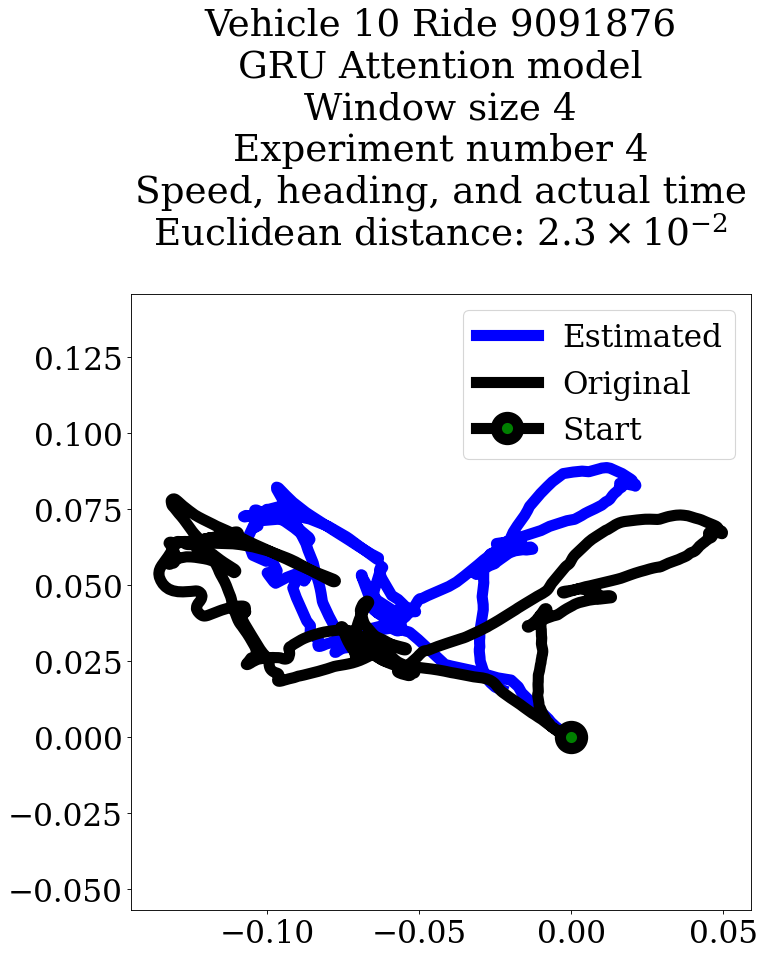 Vehicle 10 Ride 9091876
GRU Attention model
Window size 4
Experiment number 4
Speed, heading, and actual time
Euclidean distance: 2.3 × 10⁻²
Estimated
Original
Start
0.125
0.100
0.075
0.050
0.025
0.000
−0.025
−0.050
−0.10 −0.05 0.00 0.05